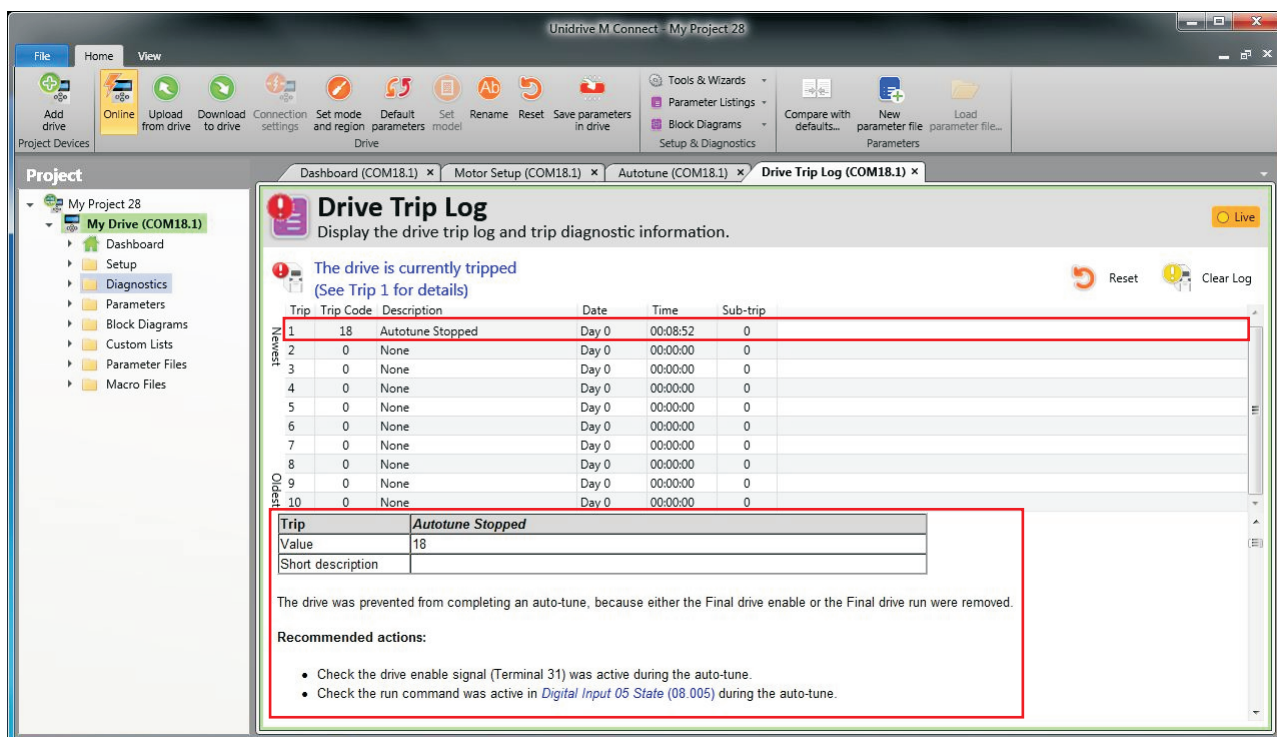 Unidrive M Connect - My Project 28
File Home View
Add drive
Online
Upload from drive
Download to drive
Connection settings
Set mode and region
Default parameters
Set model
Rename
Reset
Save parameters in drive
Tools & Wizards
Parameter Listings
Block Diagrams
Compare with defaults...
New parameter file
Load parameter file...
Project Devices
Drive
Setup & Diagnostics
Parameters
Project
My Project 28
My Drive (COM18.1)
Dashboard
Setup
Diagnostics
Parameters
Block Diagrams
Custom Lists
Parameter Files
Macro Files
Dashboard (COM18.1) × Motor Setup (COM18.1) × Autotune (COM18.1) × Drive Trip Log (COM18.1) ×
Drive Trip Log
Display the drive trip log and trip diagnostic information.
Live
The drive is currently tripped
(See Trip 1 for details)
Reset
Clear Log
Trip Trip Code Description Date Time Sub-trip
Newest
1 18 Autotune Stopped Day 0 00:08:52 0
2 0 None Day 0 00:00:00 0
3 0 None Day 0 00:00:00 0
4 0 None Day 0 00:00:00 0
5 0 None Day 0 00:00:00 0
6 0 None Day 0 00:00:00 0
7 0 None Day 0 00:00:00 0
8 0 None Day 0 00:00:00 0
Oldest
9 0 None Day 0 00:00:00 0
10 0 None Day 0 00:00:00 0
Trip Autotune Stopped
Value 18
Short description
The drive was prevented from completing an auto-tune, because either the Final drive enable or the Final drive run were removed.
Recommended actions:
• Check the drive enable signal (Terminal 31) was active during the auto-tune.
• Check the run command was active in Digital Input 05 State (08.005) during the auto-tune.